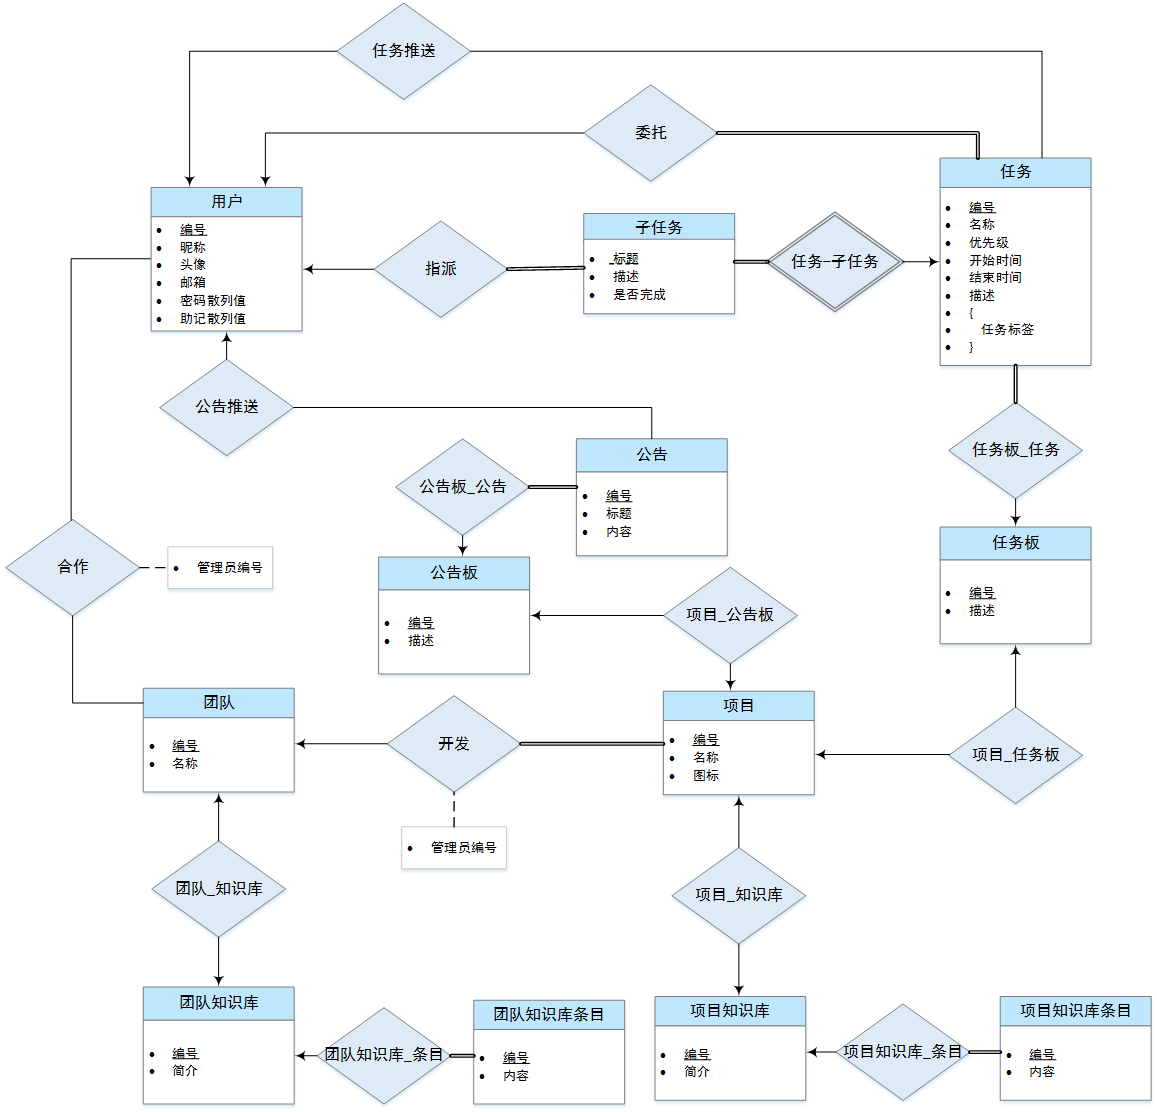 任务推送
委托
任务
编号
名称
优先级
开始时间
结束时间
描述
{
任务标签
}
用户
编号
昵称
头像
邮箱
密码散列值
助记散列值
指派
子任务
标题
描述
是否完成
任务-子任务
公告推送
公告
编号
标题
内容
公告板_公告
任务板_任务
合作
管理员编号
公告板
编号
描述
项目_公告板
任务板
编号
描述
团队
编号
名称
开发
管理员编号
项目
编号
名称
图标
项目_任务板
团队_知识库
项目_知识库
团队知识库
编号
简介
团队知识库_条目
团队知识库条目
编号
内容
项目知识库
编号
简介
项目知识库_条目
项目知识库条目
编号
内容